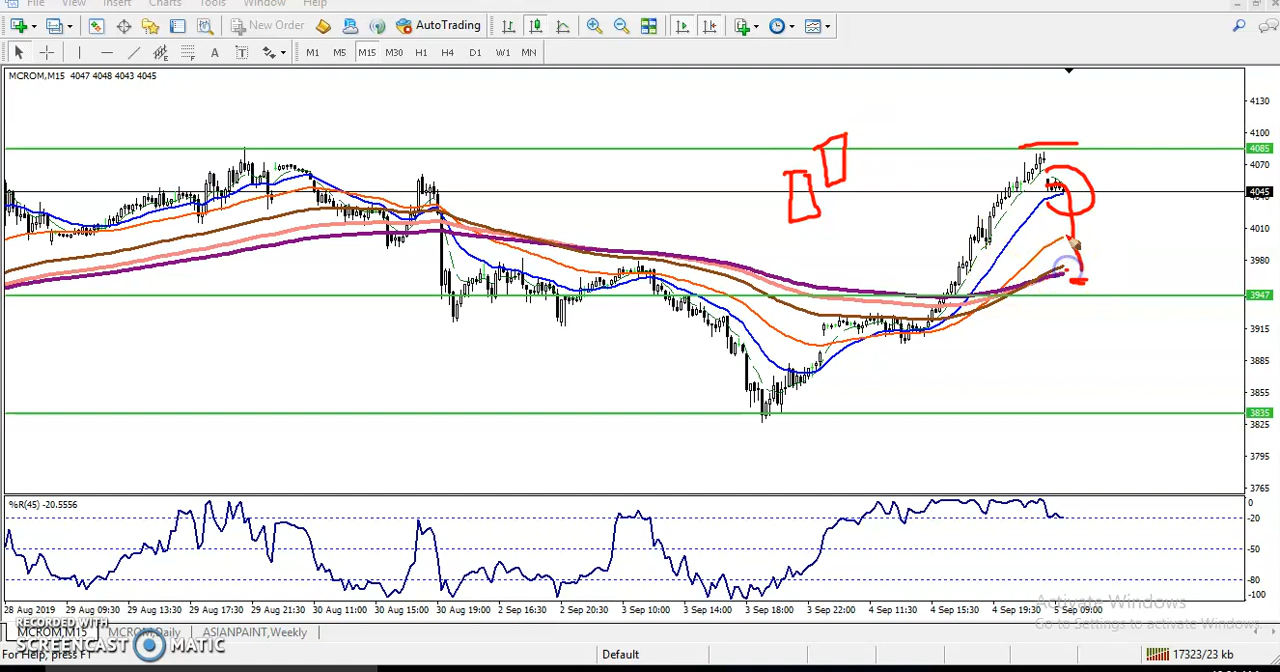 File View Insert Charts Tools Window Help
New Order AutoTrading
A T M1 M5 M15 M30 H1 H4 D1 W1 MN
MCROM,M15 4047 4048 4043 4045
4130
4100
4085
4070
4045
4010
3980
3947
3915
3885
3855
3835
3825
3795
3765
%R(45) -20.5556
0
-20
-50
-80
-100
28 Aug 2019 29 Aug 09:30 29 Aug 13:30 29 Aug 17:30 29 Aug 21:30 30 Aug 11:00 30 Aug 15:00 30 Aug 19:00 2 Sep 16:30 2 Sep 20:30 3 Sep 10:00 3 Sep 14:00 3 Sep 18:00 3 Sep 22:00 4 Sep 11:30 4 Sep 15:30 4 Sep 19:30 5 Sep 09:00
Activate Windows
Go to Settings to activate Windows.
RECORDED WITH
MCROM,M15 MCROM,Daily ASIANPAINT,Weekly
SCREENCAST MATIC
For Help, press F1 Default 17323/23 kb